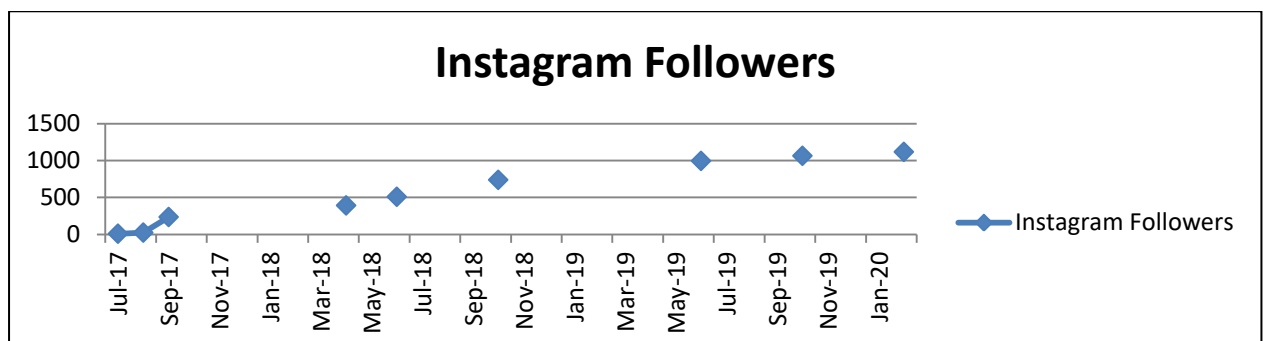 Instagram Followers
1500
1000
500
0
Jul-17
Sep-17
Nov-17
Jan-18
Mar-18
May-18
Jul-18
Sep-18
Nov-18
Jan-19
Mar-19
May-19
Jul-19
Sep-19
Nov-19
Jan-20
Instagram Followers